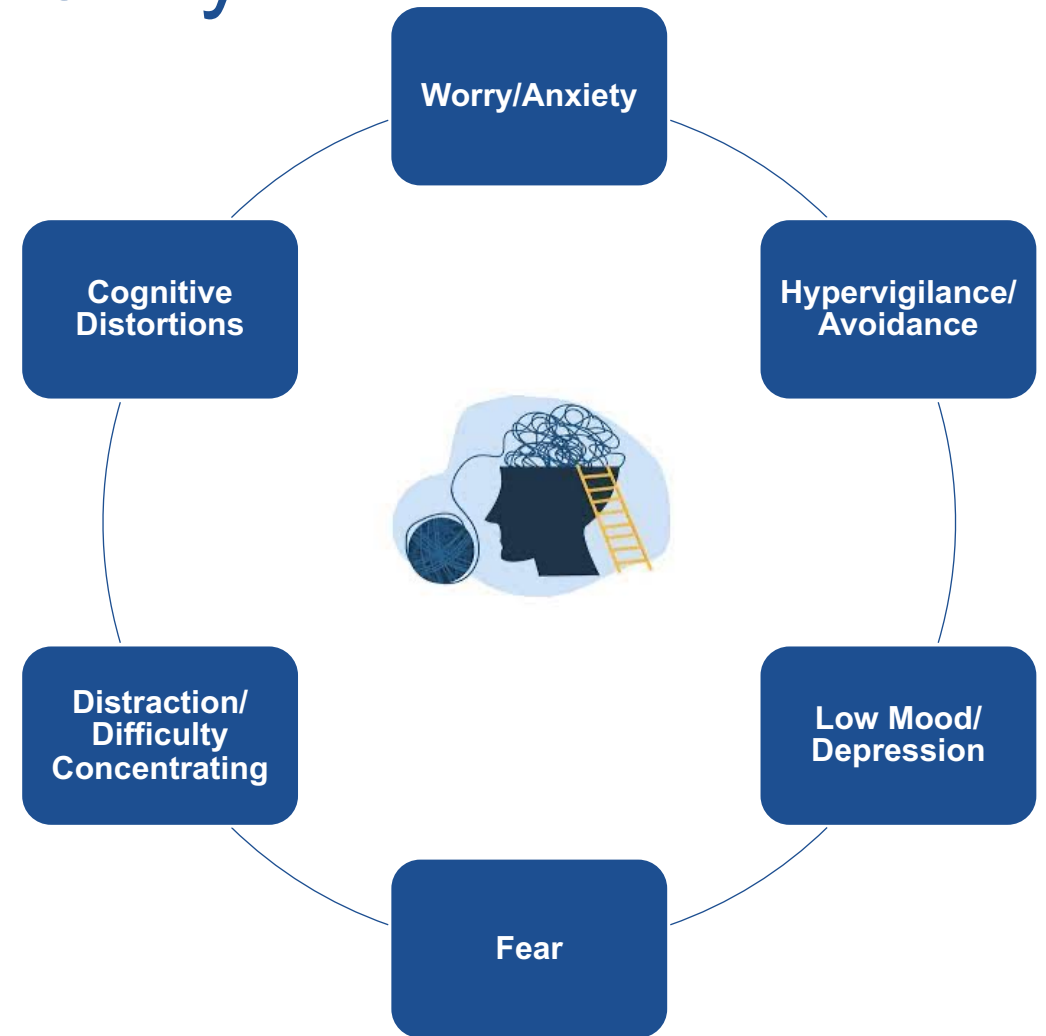 Worry/Anxiety
Hypervigilance/
Avoidance
Low Mood/
Depression
Fear
Distraction/
Difficulty
Concentrating
Cognitive
Distortions